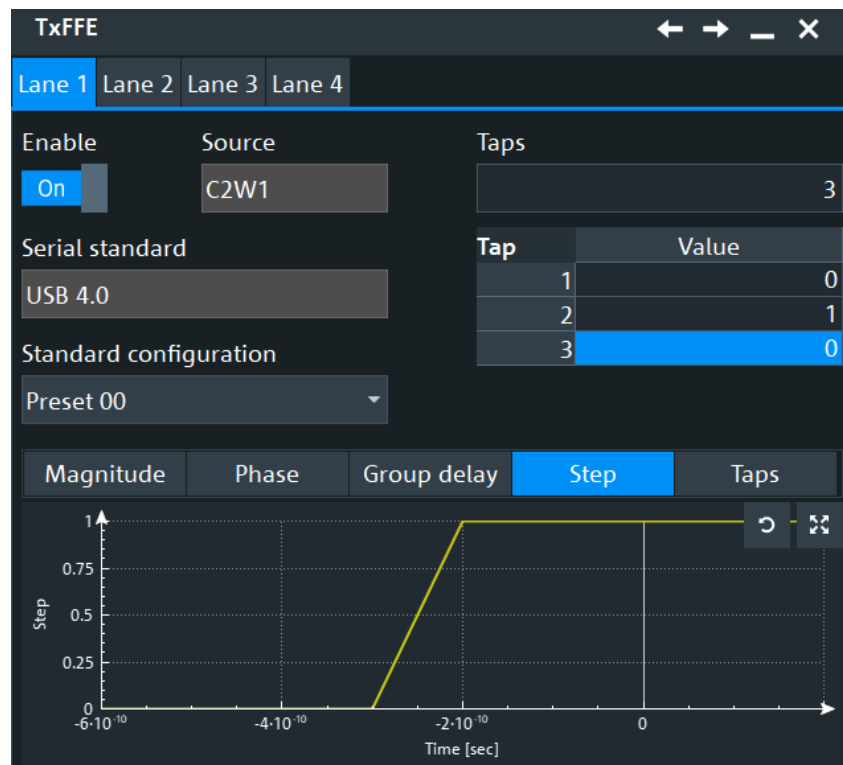 TxFFE
Lane 1 Lane 2 Lane 3 Lane 4
Enable Source Taps
On C2W1 3
Serial standard
USB 4.0
Tap Value
1 0
2 1
3 0
Standard configuration
Preset 00
Magnitude Phase Group delay Step Taps
1
0.75
0.5
0.25
0
Step
-6·10⁻¹⁰ -4·10⁻¹⁰ -2·10⁻¹⁰ 0
Time [sec]